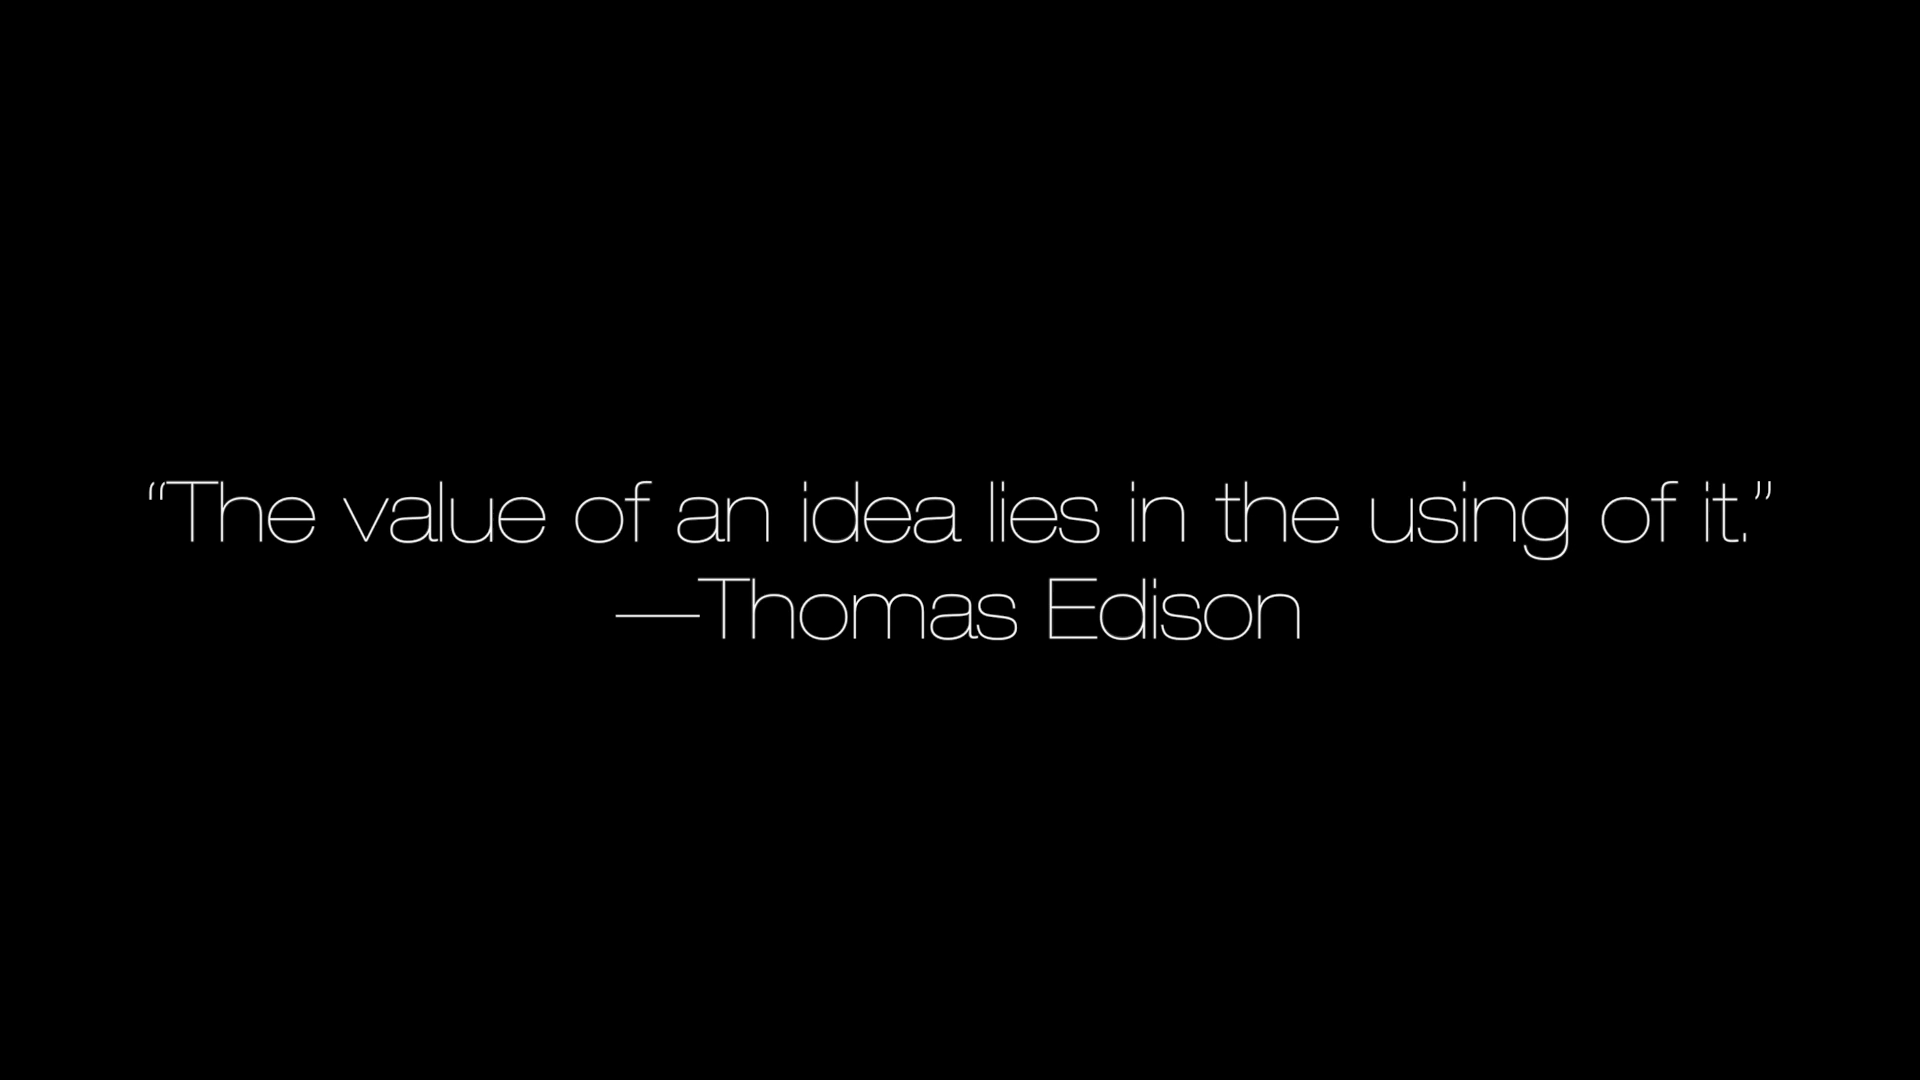 “The value of an idea lies in the using of it.”
—Thomas Edison